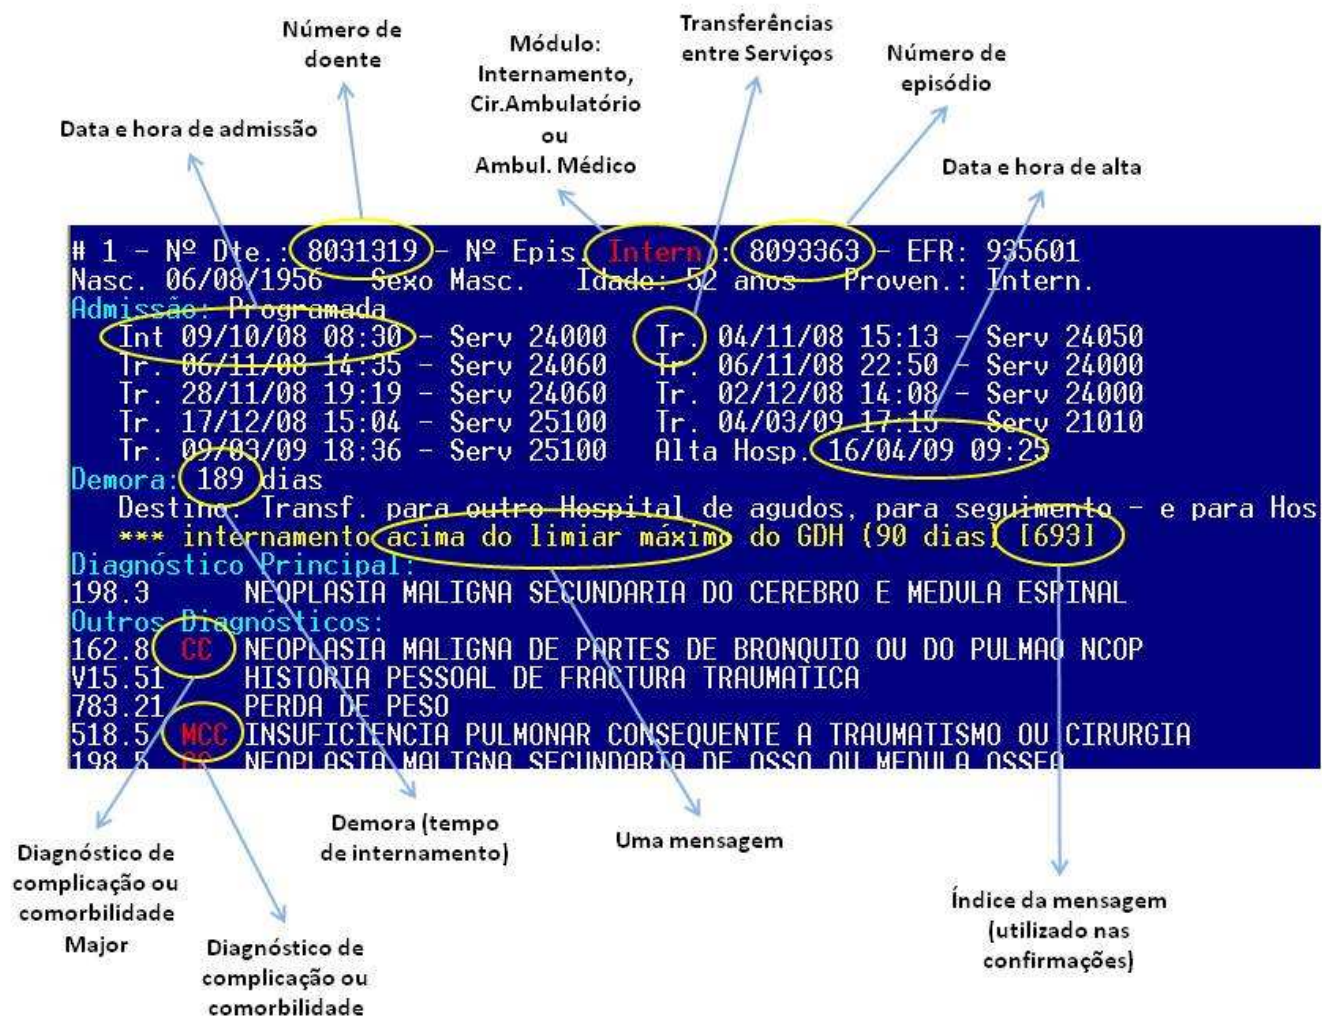 Número de
doente
Módulo:
Internamento,
Cir.Ambulatório
ou
Ambul. Médico
Transferências
entre Serviços
Número de
episódio
Data e hora de admissão
Data e hora de alta
# 1 - Nº Dte.: 8031319 - Nº Epis. Intern : 8093363 - EFR: 935601
Nasc. 06/08/1956 Sexo Masc. Idade: 52 anos Proven.: Intern.
Admissão: Programada
Int 09/10/08 08:30 - Serv 24000 Tr. 04/11/08 15:13 - Serv 24050
Tr. 06/11/08 14:35 - Serv 24060 Tr. 06/11/08 22:50 - Serv 24000
Tr. 28/11/08 19:19 - Serv 24060 Tr. 02/12/08 14:08 - Serv 24000
Tr. 17/12/08 15:04 - Serv 25100 Tr. 04/03/09 17:15 - Serv 21010
Tr. 09/03/09 18:36 - Serv 25100 Alta Hosp. 16/04/09 09:25
Demora: 189 dias
Destino: Transf. para outro Hospital de agudos, para seguimento - e para Hos
*** internamento acima do limiar máximo do GDH (90 dias) [693]
Diagnóstico Principal:
198.3 NEOPLASIA MALIGNA SECUNDARIA DO CEREBRO E MEDULA ESPINAL
Outros Diagnósticos:
162.8 CC NEOPLASIA MALIGNA DE PARTES DE BRONQUIO OU DO PULMAO NCOP
V15.51 HISTORIA PESSOAL DE FRACTURA TRAUMATICA
783.21 PERDA DE PESO
518.5 MCC INSUFICIENCIA PULMONAR CONSEQUENTE A TRAUMATISMO OU CIRURGIA
198.5 CC NEOPLASIA MALIGNA SECUNDARIA DE OSSO OU MEDULA OSSEA
Diagnóstico de
complicação ou
comorbilidade
Major
Diagnóstico de
complicação ou
comorbilidade
Demora (tempo
de internamento)
Uma mensagem
Índice da mensagem
(utilizado nas
confirmações)